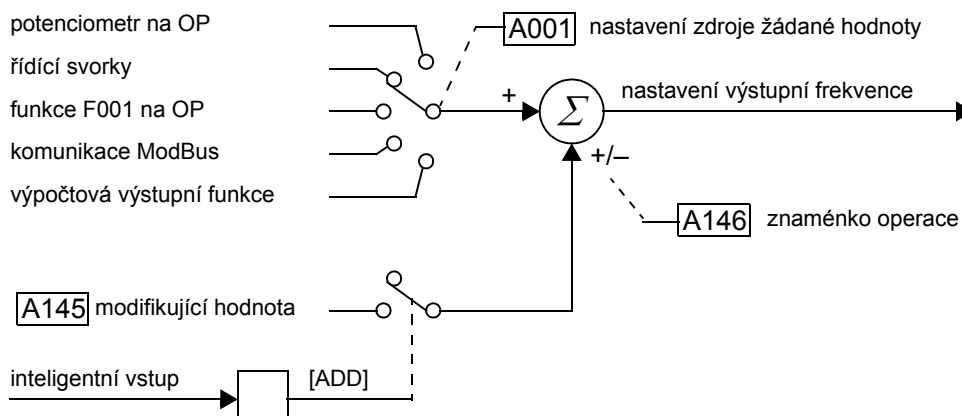 potenciometr na OP
A001 nastavení zdroje žádané hodnoty
řídící svorky
funkce F001 na OP
+
Σ
nastavení výstupní frekvence
komunikace ModBus
+/–
výpočtová výstupní funkce
A146 znaménko operace
A145 modifikující hodnota
inteligentní vstup
[ADD]